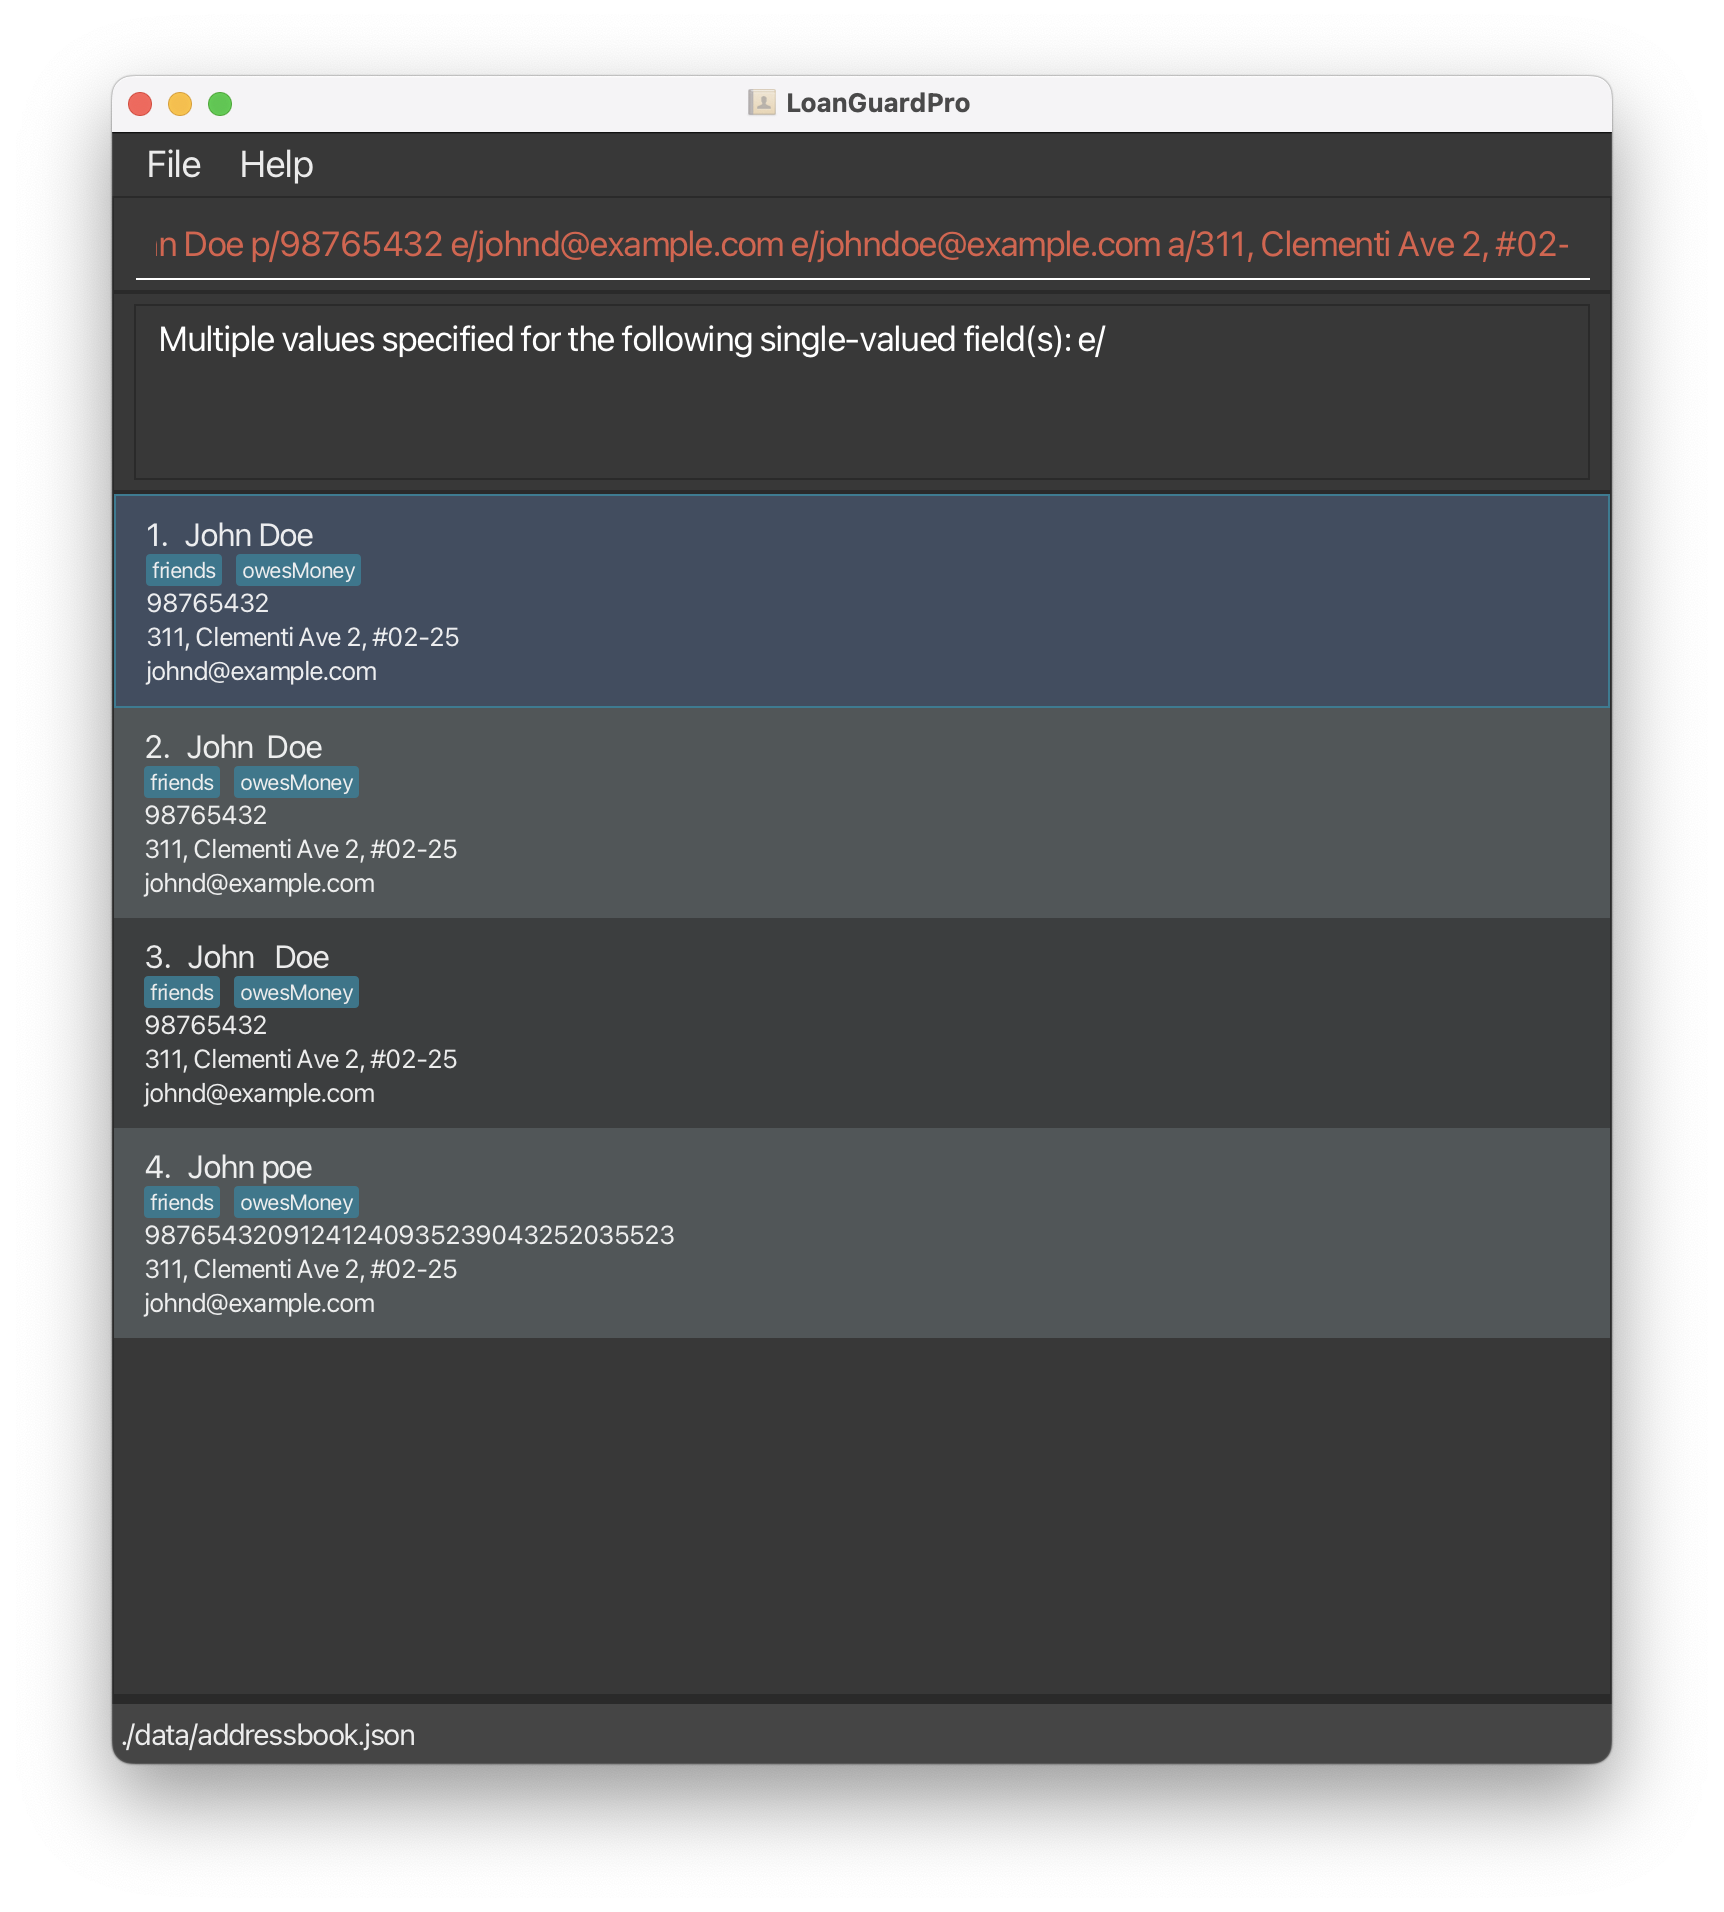 LoanGuardPro
File Help
n Doe p/98765432 e/johnd@example.com e/johndoe@example.com a/311, Clementi Ave 2, #02-
Multiple values specified for the following single-valued field(s): e/
1. John Doe
friends owesMoney
98765432
311, Clementi Ave 2, #02-25
johnd@example.com
2. John  Doe
friends owesMoney
98765432
311, Clementi Ave 2, #02-25
johnd@example.com
3. John   Doe
friends owesMoney
98765432
311, Clementi Ave 2, #02-25
johnd@example.com
4. John poe
friends owesMoney
98765432091241240935239043252035523
311, Clementi Ave 2, #02-25
johnd@example.com
./data/addressbook.json